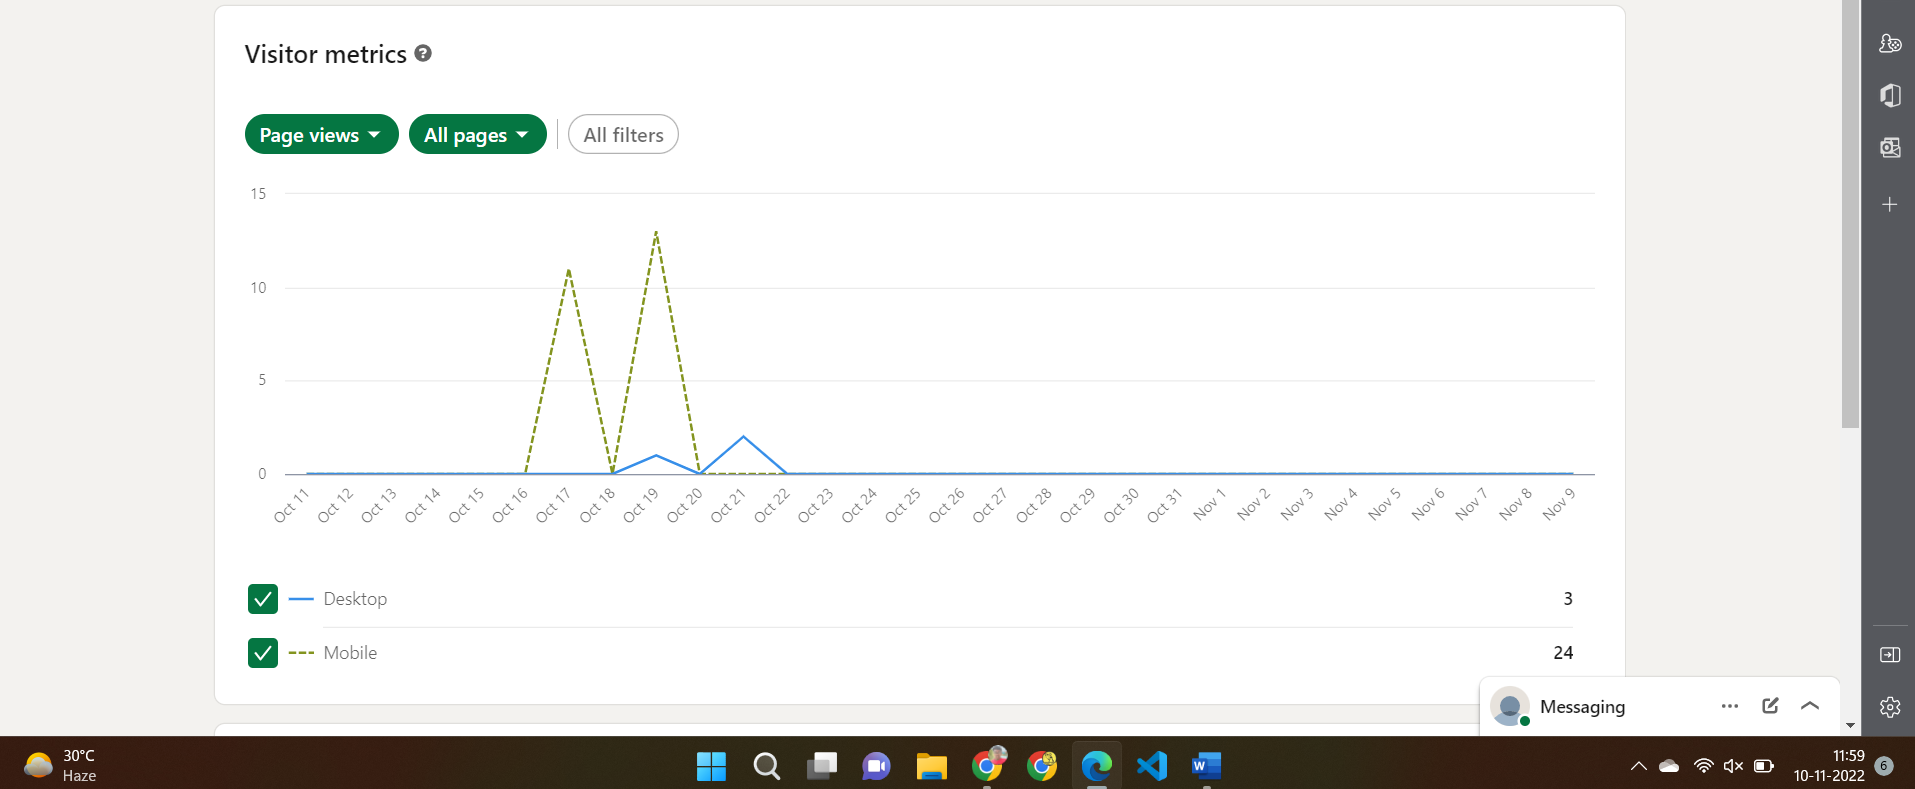 Visitor metrics ?
Page views All pages All filters
15
10
5
0
Oct 11 Oct 12 Oct 13 Oct 14 Oct 15 Oct 16 Oct 17 Oct 18 Oct 19 Oct 20 Oct 21 Oct 22 Oct 23 Oct 24 Oct 25 Oct 26 Oct 27 Oct 28 Oct 29 Oct 30 Oct 31 Nov 1 Nov 2 Nov 3 Nov 4 Nov 5 Nov 6 Nov 7 Nov 8 Nov 9
Desktop 3
Mobile 24
Messaging
30°C
Haze
W
11:59
10-11-2022
6